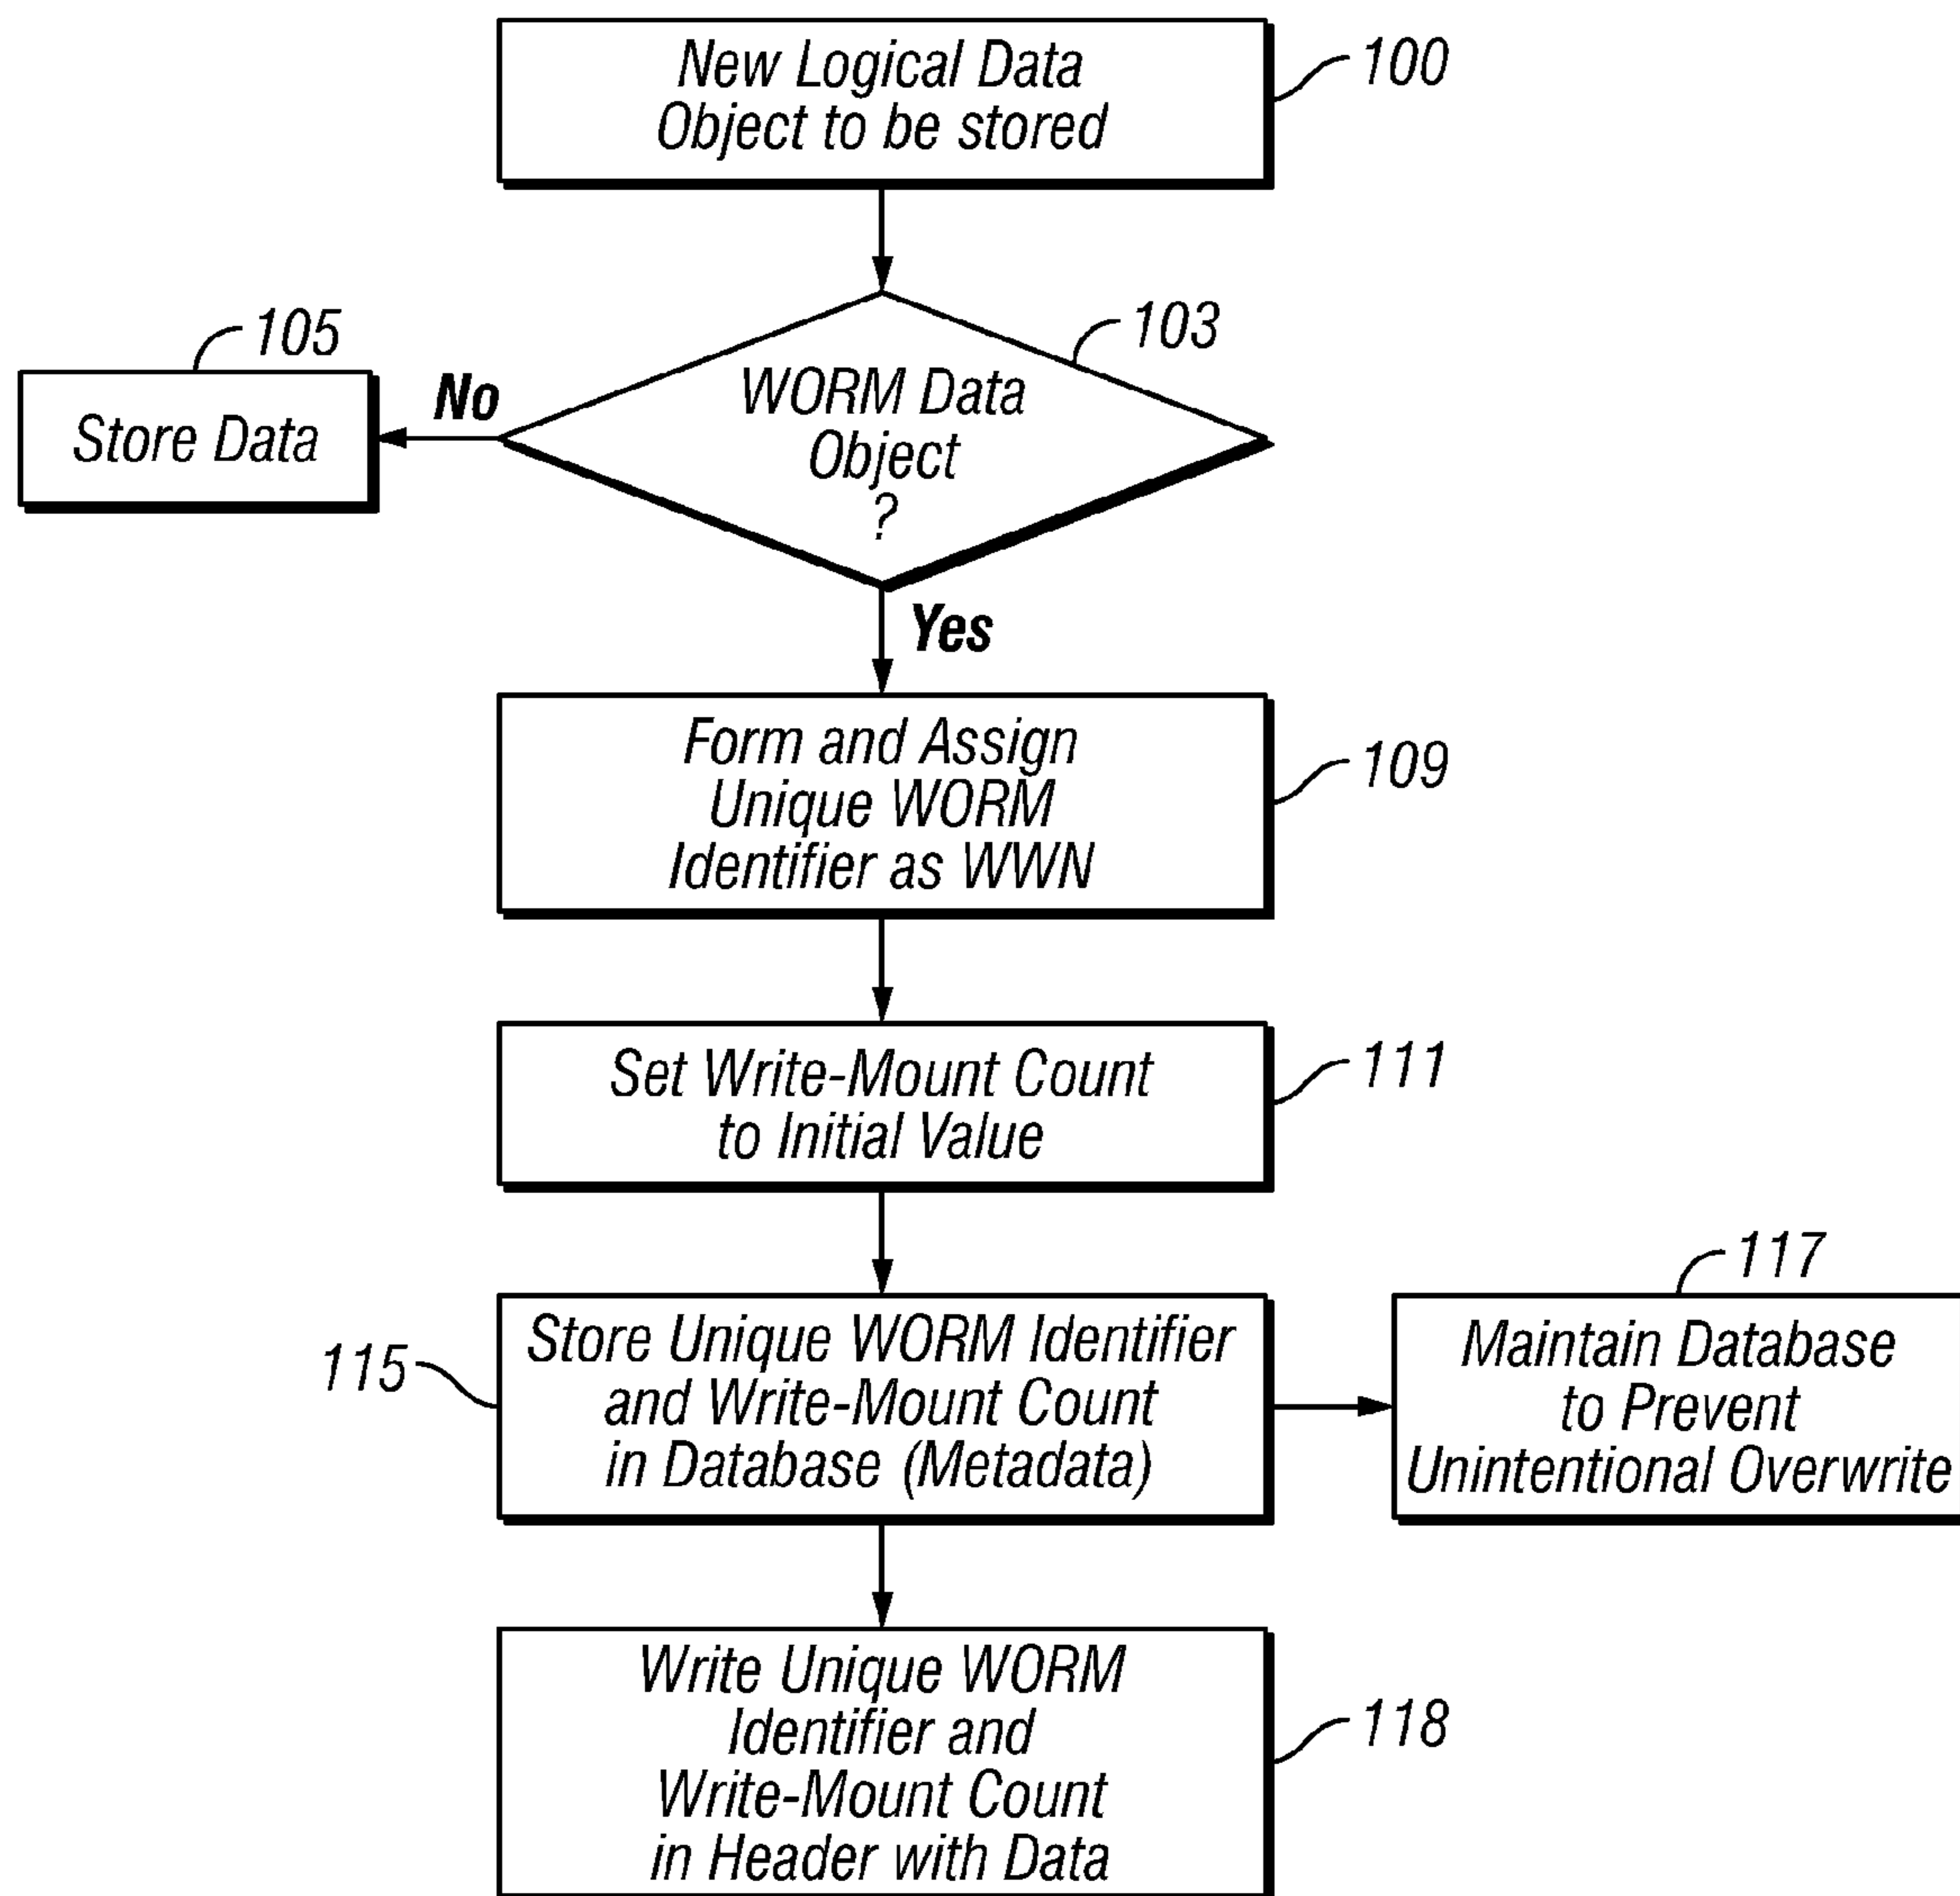 New Logical Data
Object to be stored
100
103
105
WORM Data
Object
?
No
Store Data
Yes
Form and Assign
Unique WORM
Identifier as WWN
109
Set Write-Mount Count
to Initial Value
111
115
Store Unique WORM Identifier
and Write-Mount Count
in Database (Metadata)
117
Maintain Database
to Prevent
Unintentional Overwrite
Write Unique WORM
Identifier and
Write-Mount Count
in Header with Data
118